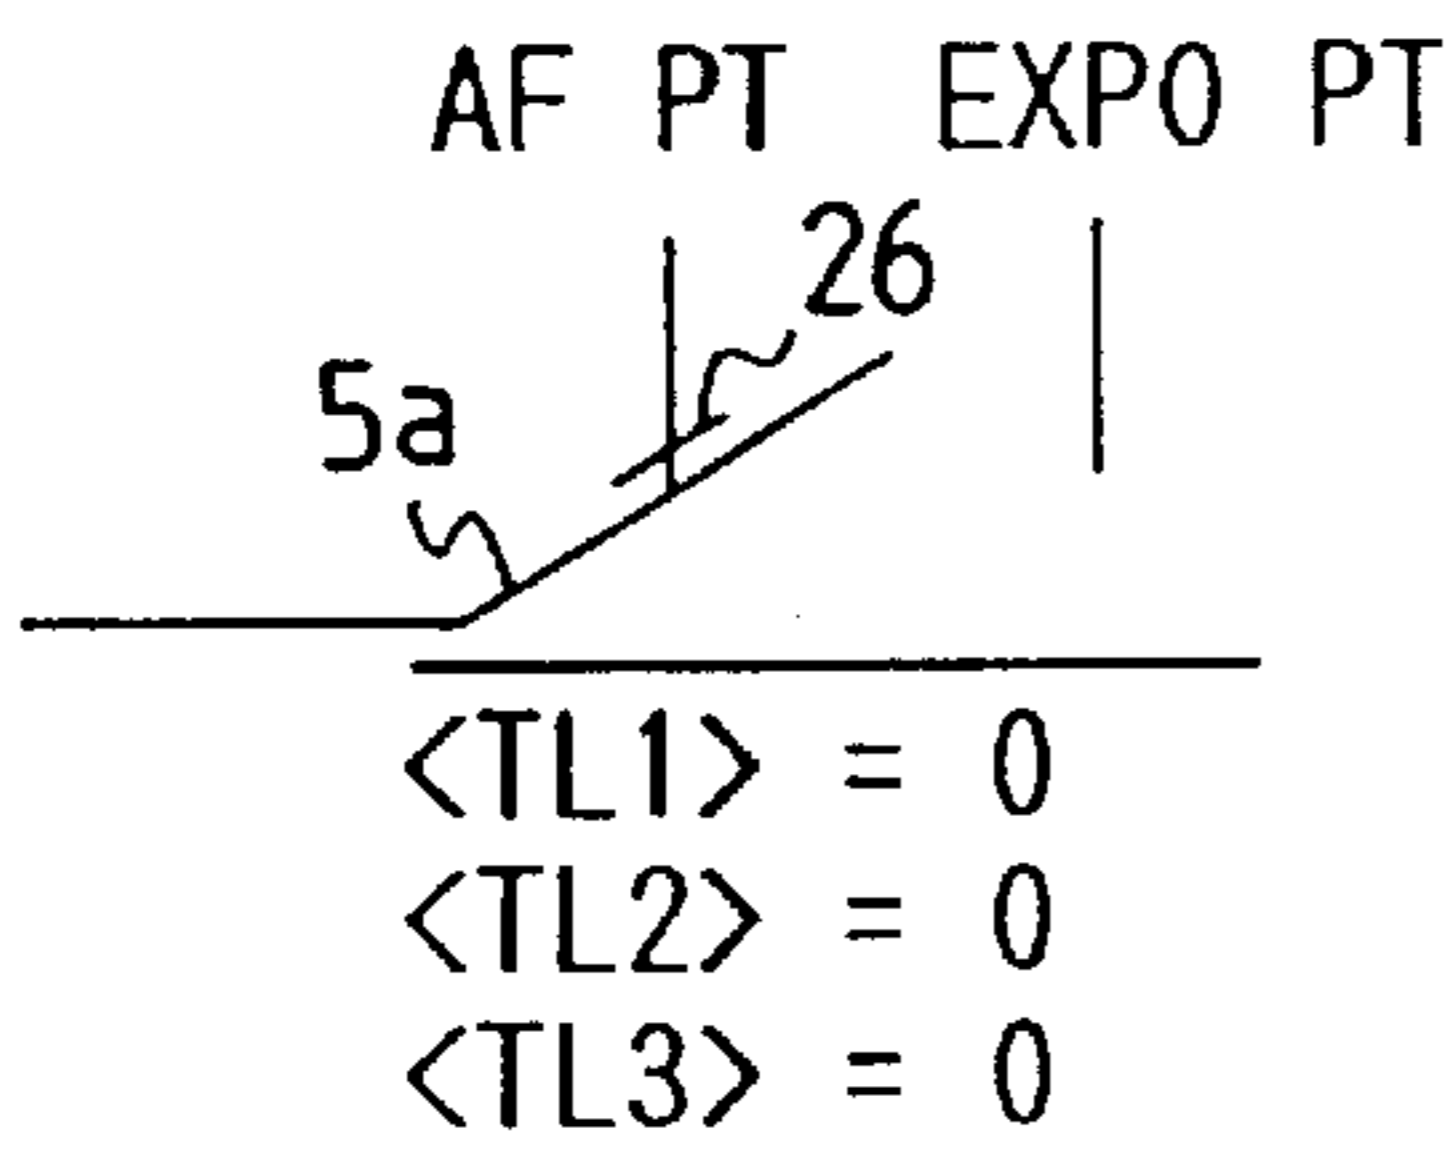 AF PT EXPO PT
26
5a
<TL1> = 0
<TL2> = 0
<TL3> = 0